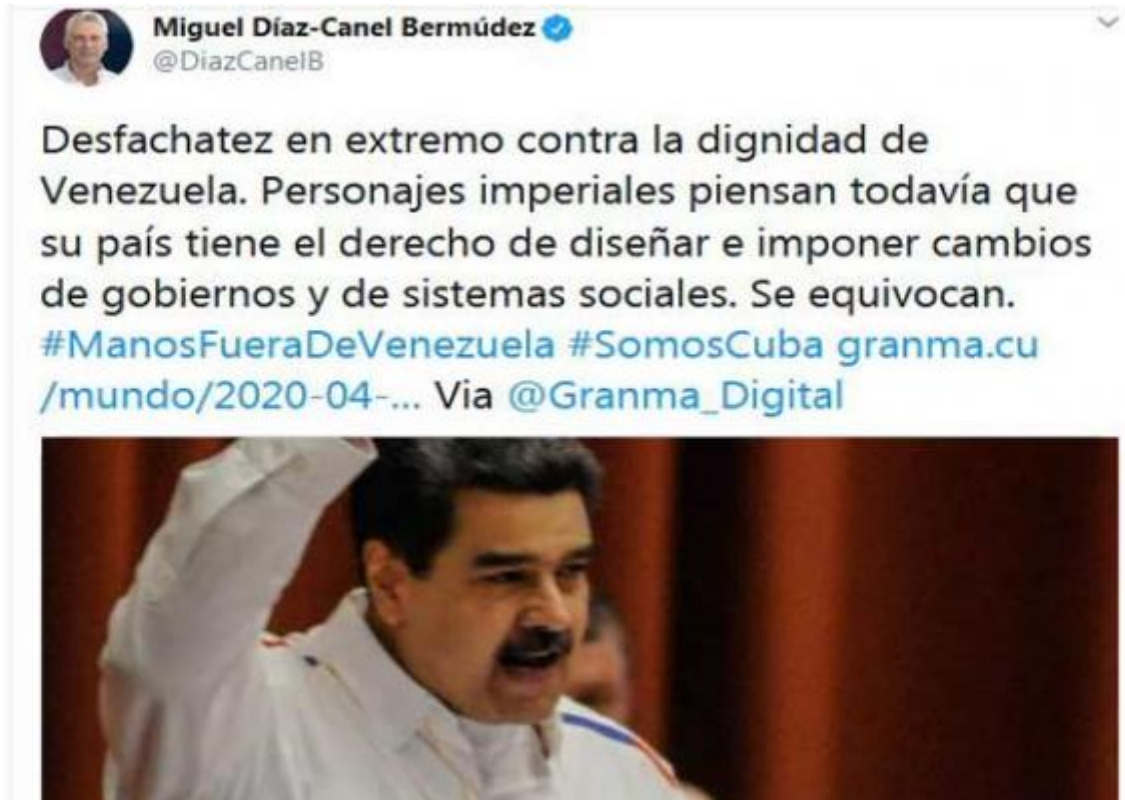 Miguel Díaz-Canel Bermúdez
@DiazCanelB
Desfachatez en extremo contra la dignidad de
Venezuela. Personajes imperiales piensan todavía que
su país tiene el derecho de diseñar e imponer cambios
de gobiernos y de sistemas sociales. Se equivocan.
#ManosFueraDeVenezuela #SomosCuba granma.cu
/mundo/2020-04-... Via @Granma_Digital